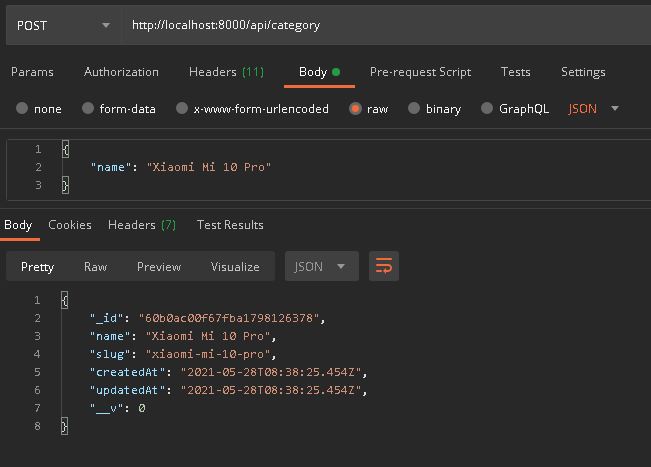 POST http://localhost:8000/api/category
Params Authorization Headers (11) Body Pre-request Script Tests Settings
none form-data x-www-form-urlencoded raw binary GraphQL JSON
1 {
2 "name": "Xiaomi Mi 10 Pro"
3 }
Body Cookies Headers (7) Test Results
Pretty Raw Preview Visualize JSON
1 {
2 "_id": "60b0ac00f67fba1798126378",
3 "name": "Xiaomi Mi 10 Pro",
4 "slug": "xiaomi-mi-10-pro",
5 "createdAt": "2021-05-28T08:38:25.454Z",
6 "updatedAt": "2021-05-28T08:38:25.454Z",
7 "__v": 0
8 }